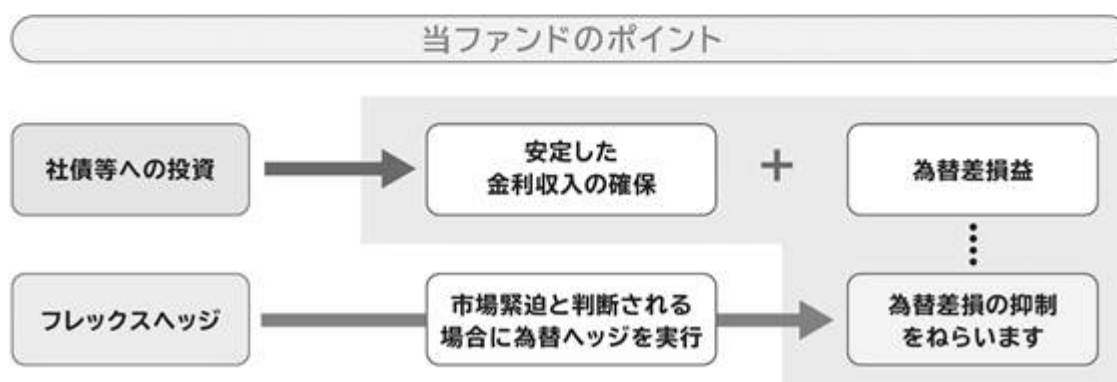 当ファンドのポイント
社債等への投資
安定した
金利収入の確保
+
為替差損益
フレックスヘッジ
市場緊迫と判断される
場合に為替ヘッジを実行
為替差損の抑制
をねらいます